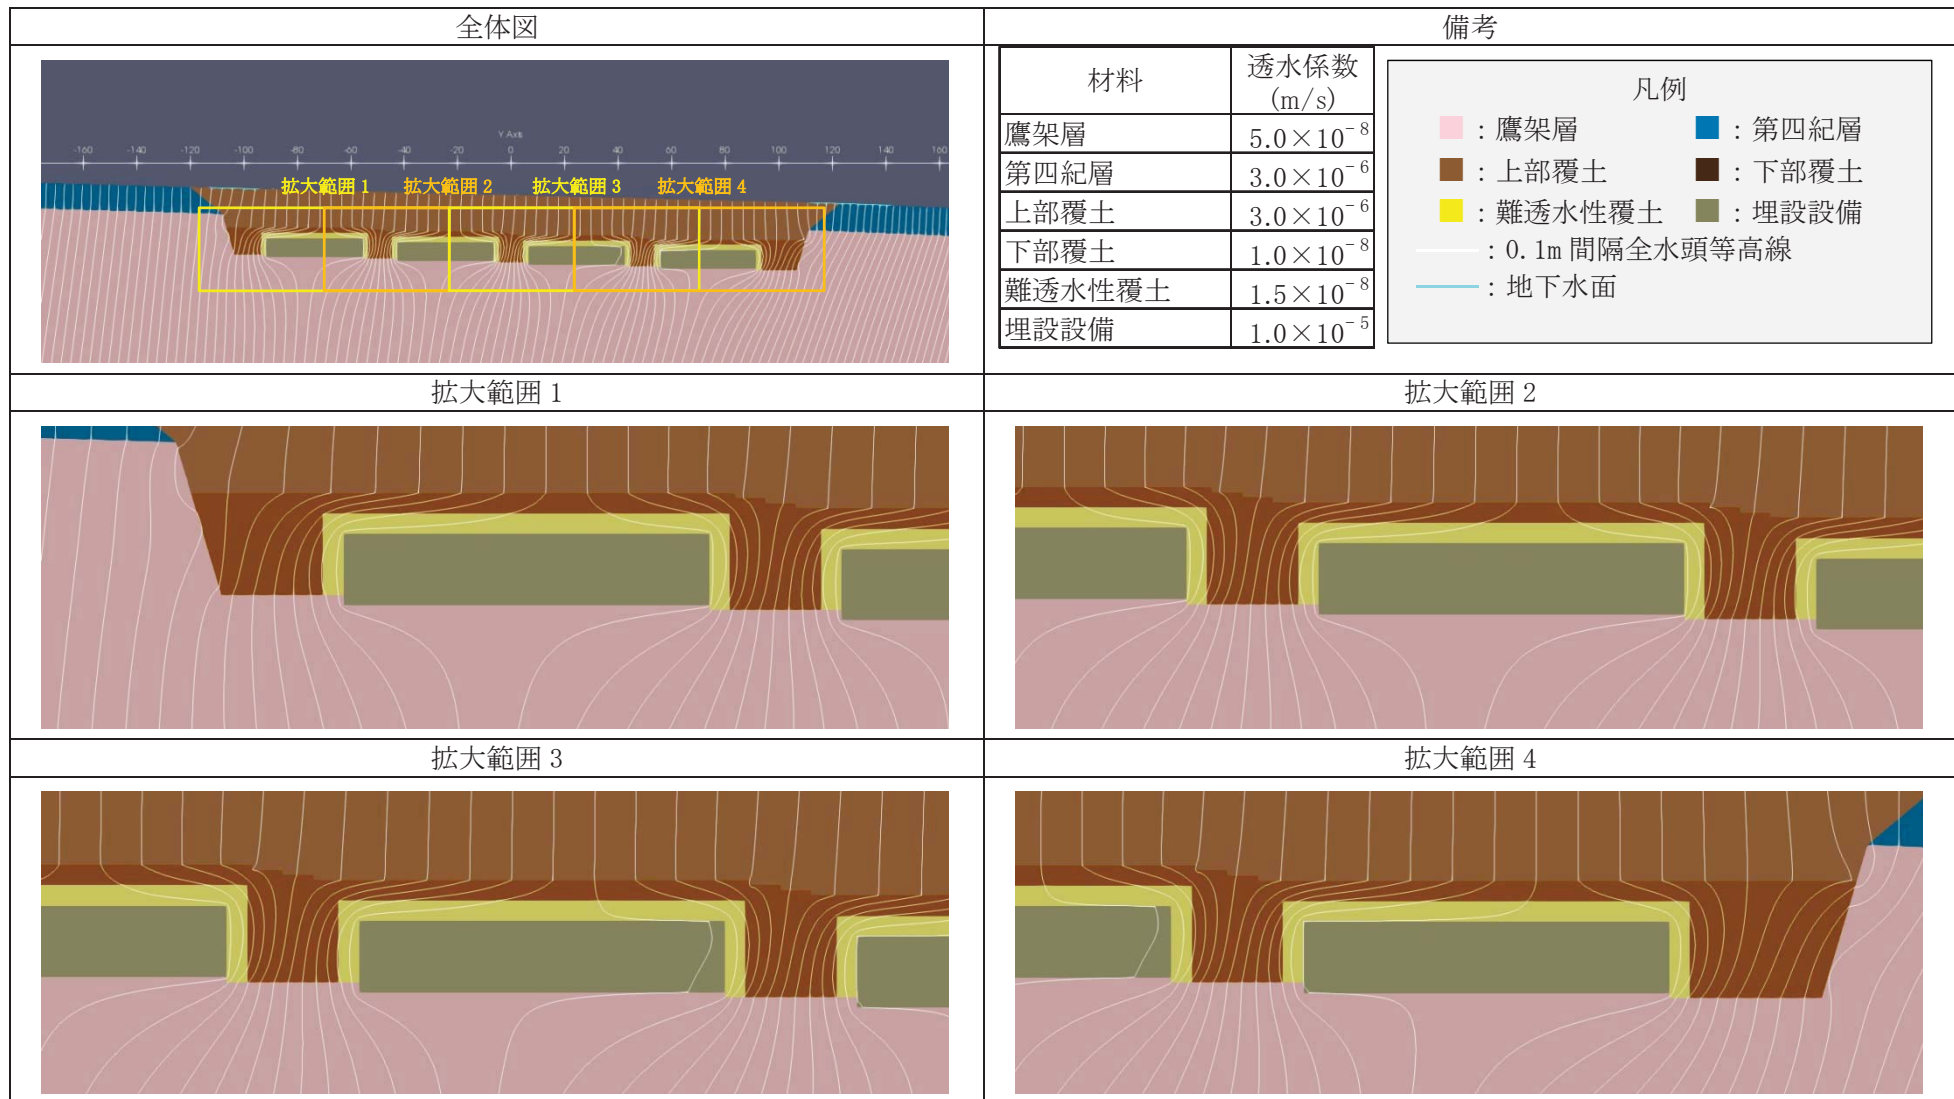 全体図
備考
Y Axis
-160 -140 -120 -100 -80 -60 -40 -20 0 20 40 60 80 100 120 140 160
拡大範囲 1 拡大範囲 2 拡大範囲 3 拡大範囲 4
材料 透水係数
(m/s)
鷹架層 5.0×10⁻⁸
第四紀層 3.0×10⁻⁶
上部覆土 3.0×10⁻⁶
下部覆土 1.0×10⁻⁸
難透水性覆土 1.5×10⁻⁸
埋設設備 1.0×10⁻⁵
凡例
：鷹架層 ：第四紀層
：上部覆土 ：下部覆土
：難透水性覆土 ：埋設設備
：0.1m 間隔全水頭等高線
：地下水面
拡大範囲 1
拡大範囲 2
拡大範囲 3
拡大範囲 4